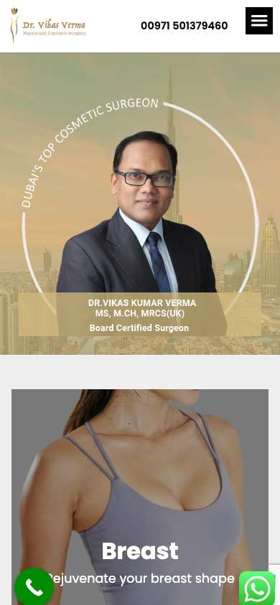 Dr. Vikas Verma
00971 501379460
DUBAI'S TOP COSMETIC SURGEON
DR.VIKAS KUMAR VERMA
MS, M.CH, MRCS(UK)
Board Certified Surgeon
Breast
Rejuvenate your breast shape